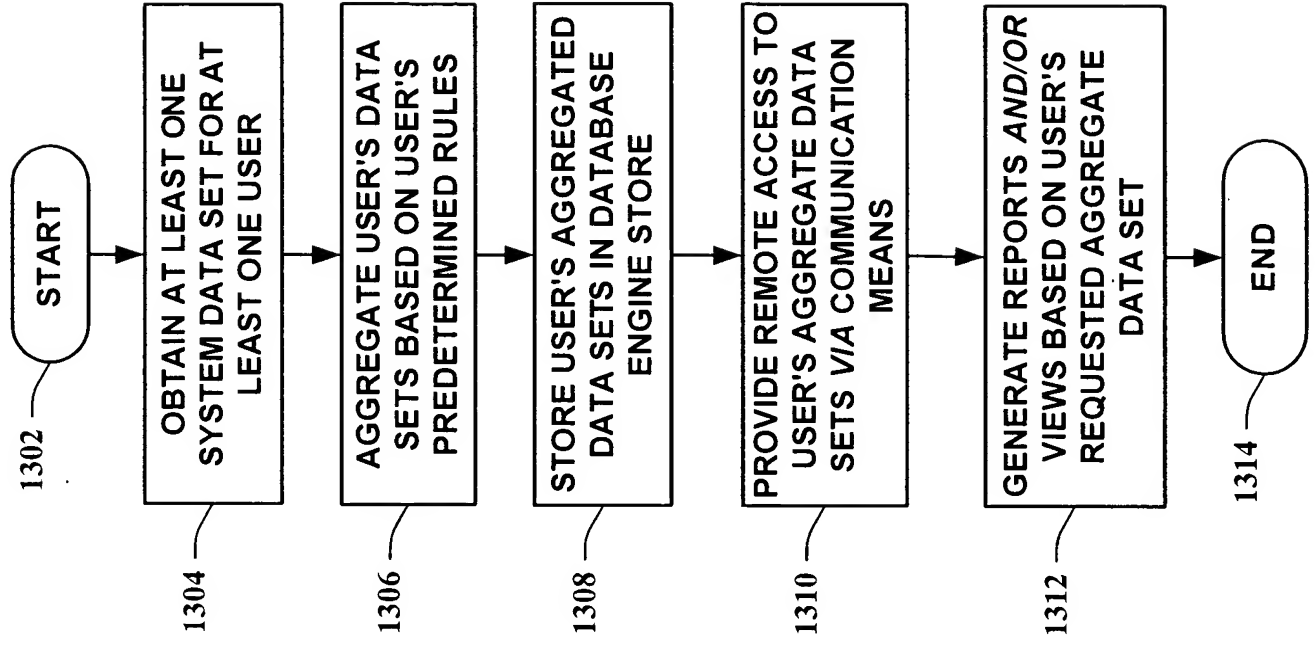 START
1302
OBTAIN AT LEAST ONE
SYSTEM DATA SET FOR AT
LEAST ONE USER
1304
AGGREGATE USER'S DATA
SETS BASED ON USER'S
PREDETERMINED RULES
1306
STORE USER'S AGGREGATED
DATA SETS IN DATABASE
ENGINE STORE
1308
PROVIDE REMOTE ACCESS TO
USER'S AGGREGATE DATA
SETS VIA COMMUNICATION
MEANS
1310
GENERATE REPORTS AND/OR
VIEWS BASED ON USER'S
REQUESTED AGGREGATE
DATA SET
1312
END
1314